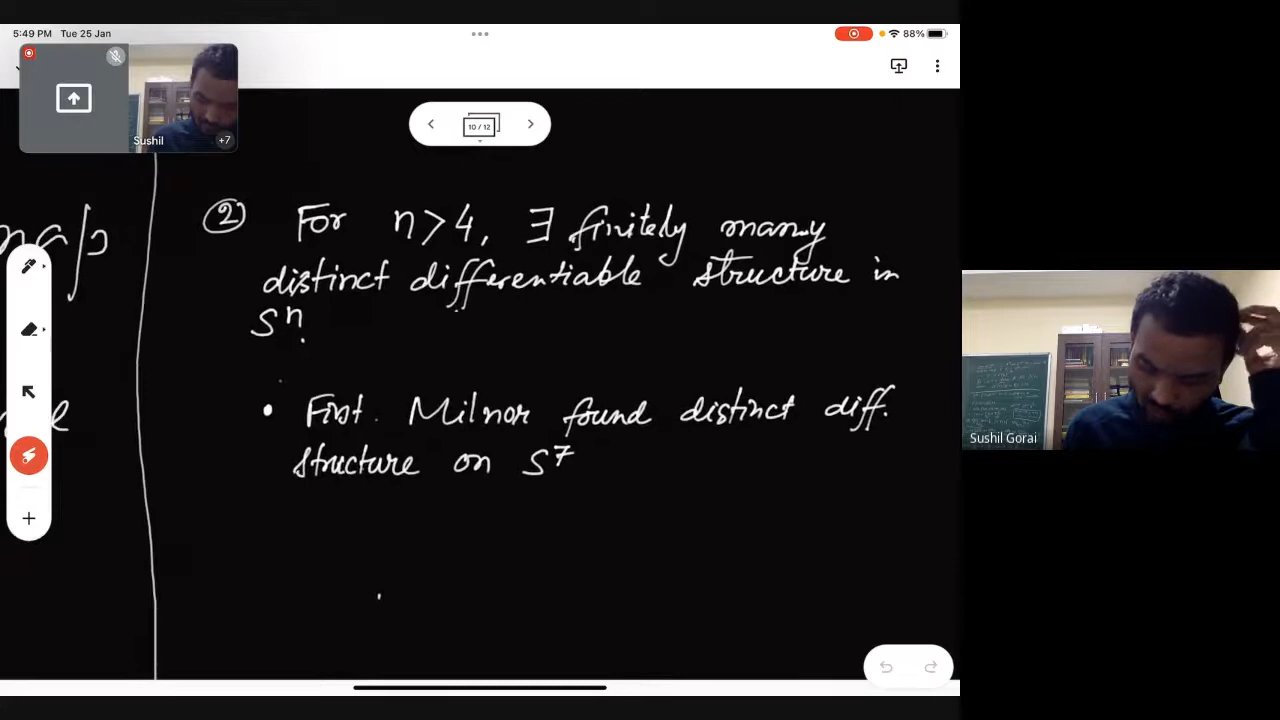 5:49 PM Tue 25 Jan
88%
Sushil
+7
10 / 12
② For n > 4, ∃ finitely many
distinct differentiable structure in
Sⁿ.
• First Milnor found distinct diff.
structure on S⁷
map
Sushil Gorai